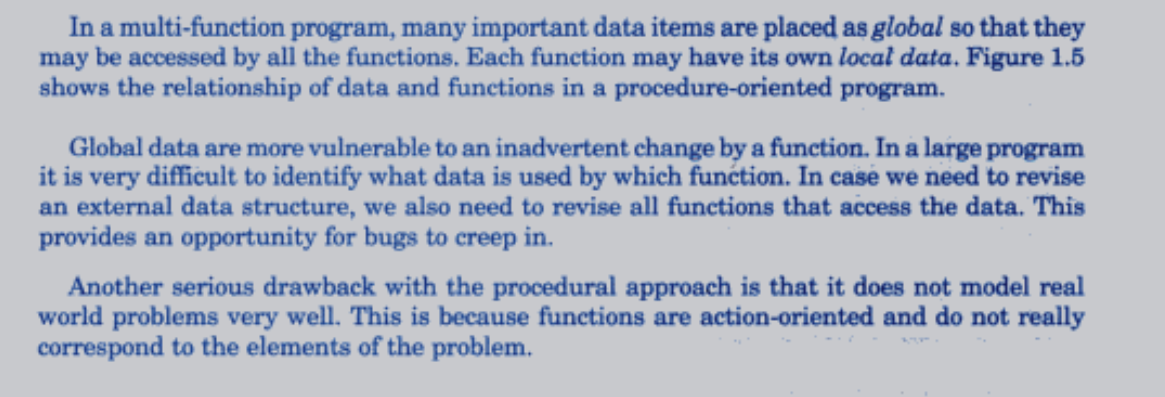 In a multi-function program, many important data items are placed as global so that they
may be accessed by all the functions. Each function may have its own local data. Figure 1.5
shows the relationship of data and functions in a procedure-oriented program.
Global data are more vulnerable to an inadvertent change by a function. In a large program
it is very difficult to identify what data is used by which function. In case we need to revise
an external data structure, we also need to revise all functions that access the data. This
provides an opportunity for bugs to creep in.
Another serious drawback with the procedural approach is that it does not model real
world problems very well. This is because functions are action-oriented and do not really
correspond to the elements of the problem.